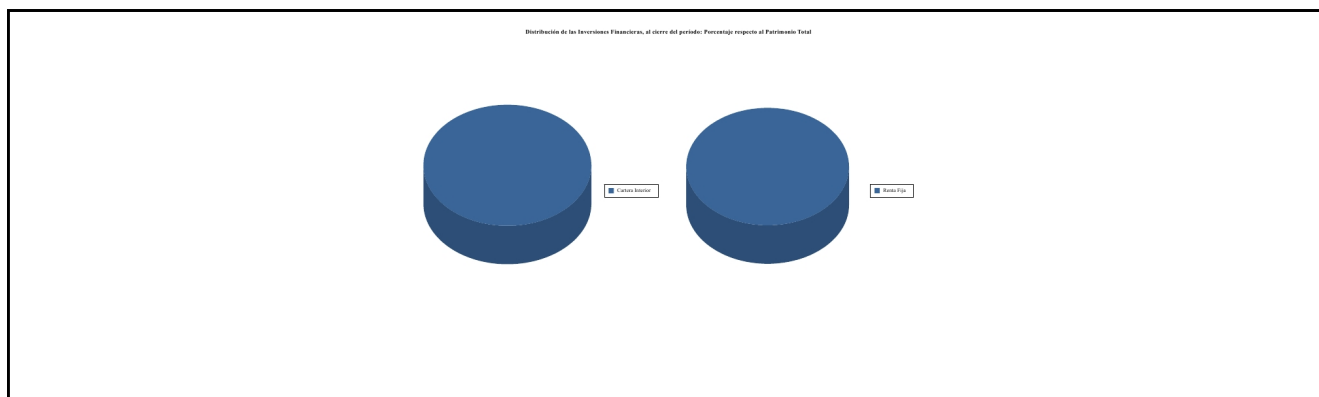 Distribución de las Inversiones Financieras, al cierre del período: Porcentaje respecto al Patrimonio Total
Cartera Interior
Renta Fija